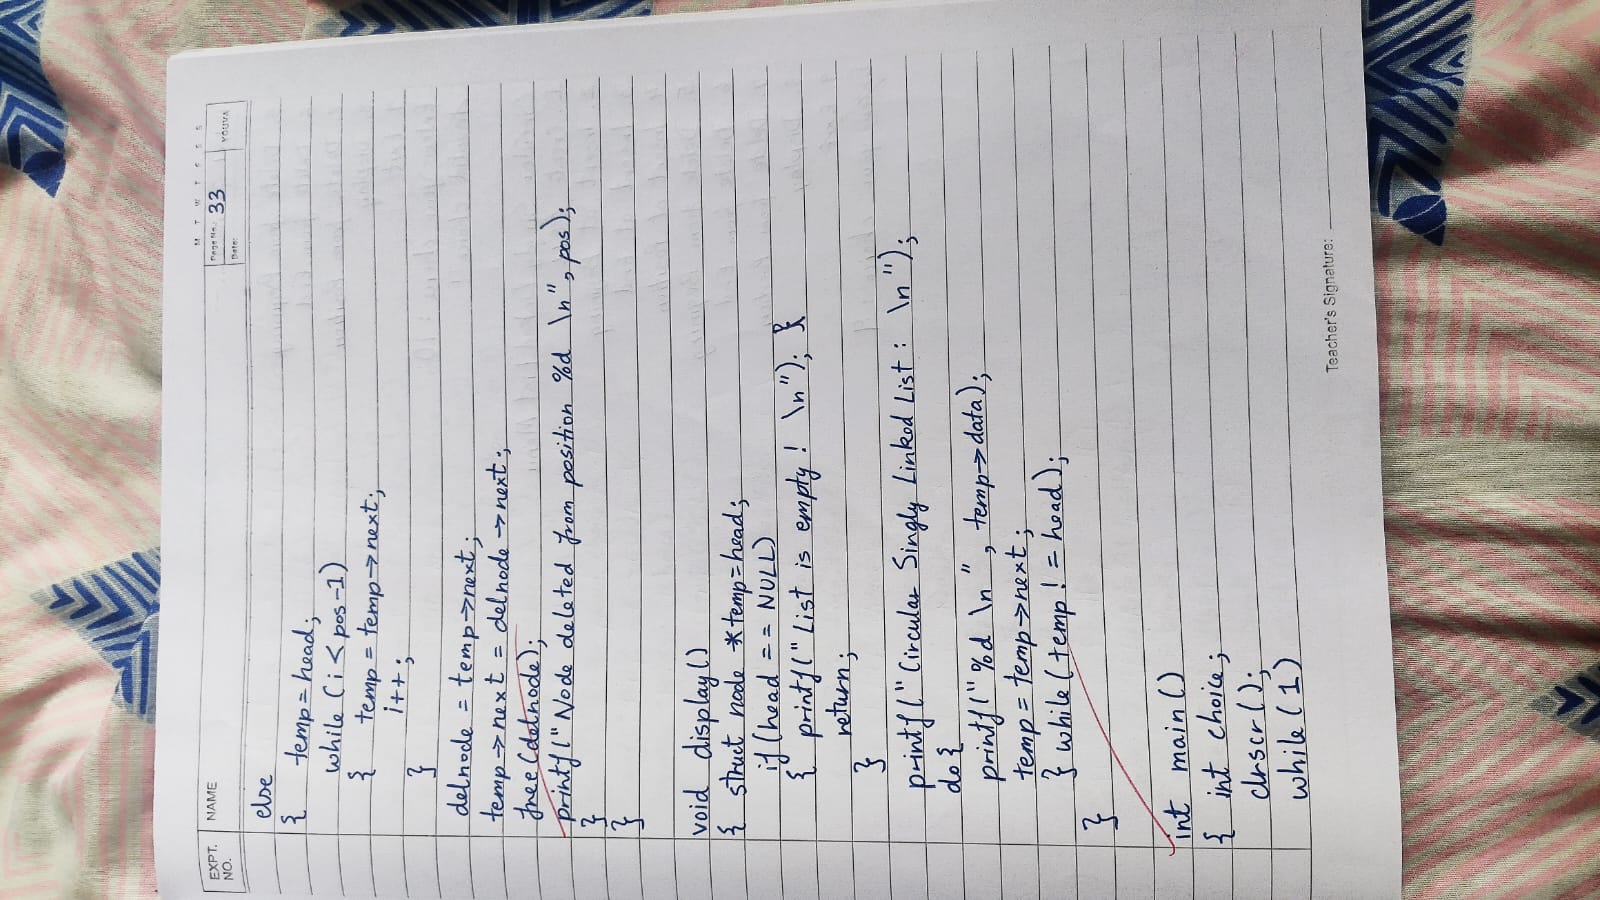 EXPT. NO.
NAME
M T W T F S S
Page No.: 33
Date:
YOUVA
else
{ temp = head;
while (i < pos-1)
{ temp = temp->next;
i++;
}
delnode = temp->next;
temp->next = delnode->next;
free(delnode);
printf("Node deleted from position %d \n", pos);
}
}
void display()
{ struct node *temp=head;
if(head == NULL)
{ printf("List is empty! \n");
return;
}
printf("Circular Singly Linked List: \n");
do {
printf("%d \n", temp->data);
temp = temp->next;
} while(temp != head);
}
int main()
{ int choice;
clrscr();
while(1)
Teacher's Signature: